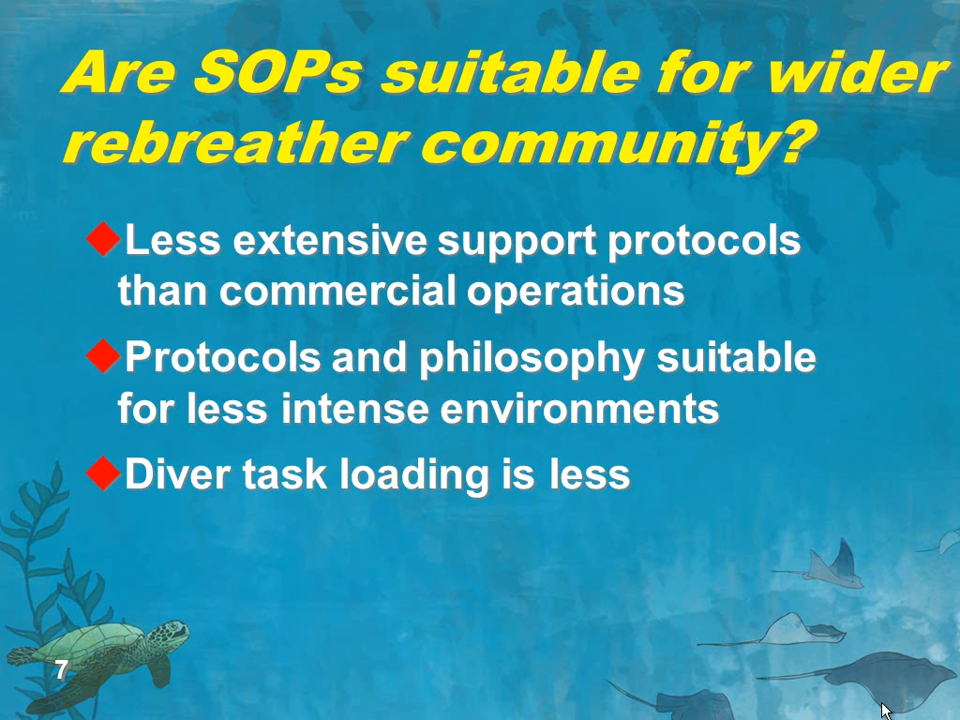 Are SOPs suitable for wider
rebreather community?
Less extensive support protocols
than commercial operations
Protocols and philosophy suitable
for less intense environments
Diver task loading is less
7